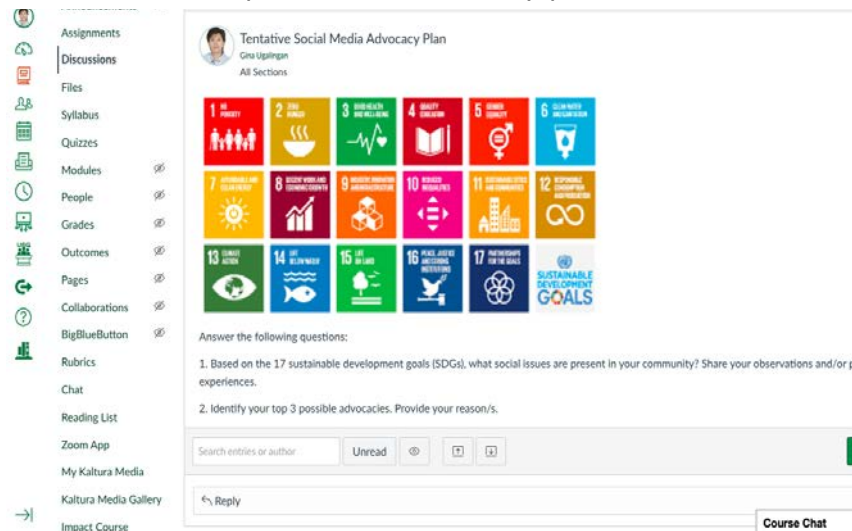 Assignments
Discussions
Files
Syllabus
Quizzes
Modules
People
Grades
Outcomes
Pages
Collaborations
BigBlueButton
Rubrics
Chat
Reading List
Zoom App
My Kaltura Media
Kaltura Media Gallery
Impact Course
Tentative Social Media Advocacy Plan
Gina Ugalingan
All Sections
1 NO POVERTY
2 ZERO HUNGER
3 GOOD HEALTH AND WELL-BEING
4 QUALITY EDUCATION
5 GENDER EQUALITY
6 CLEAN WATER AND SANITATION
7 AFFORDABLE AND CLEAN ENERGY
8 DECENT WORK AND ECONOMIC GROWTH
9 INDUSTRY, INNOVATION AND INFRASTRUCTURE
10 REDUCED INEQUALITIES
11 SUSTAINABLE CITIES AND COMMUNITIES
12 RESPONSIBLE CONSUMPTION AND PRODUCTION
13 CLIMATE ACTION
14 LIFE BELOW WATER
15 LIFE ON LAND
16 PEACE, JUSTICE AND STRONG INSTITUTIONS
17 PARTNERSHIPS FOR THE GOALS
SUSTAINABLE
DEVELOPMENT
GOALS
Answer the following questions:
1. Based on the 17 sustainable development goals (SDGs), what social issues are present in your community? Share your observations and/or p
experiences.
2. Identify your top 3 possible advocacies. Provide your reason/s.
Search entries or author
Unread
Reply
Course Chat